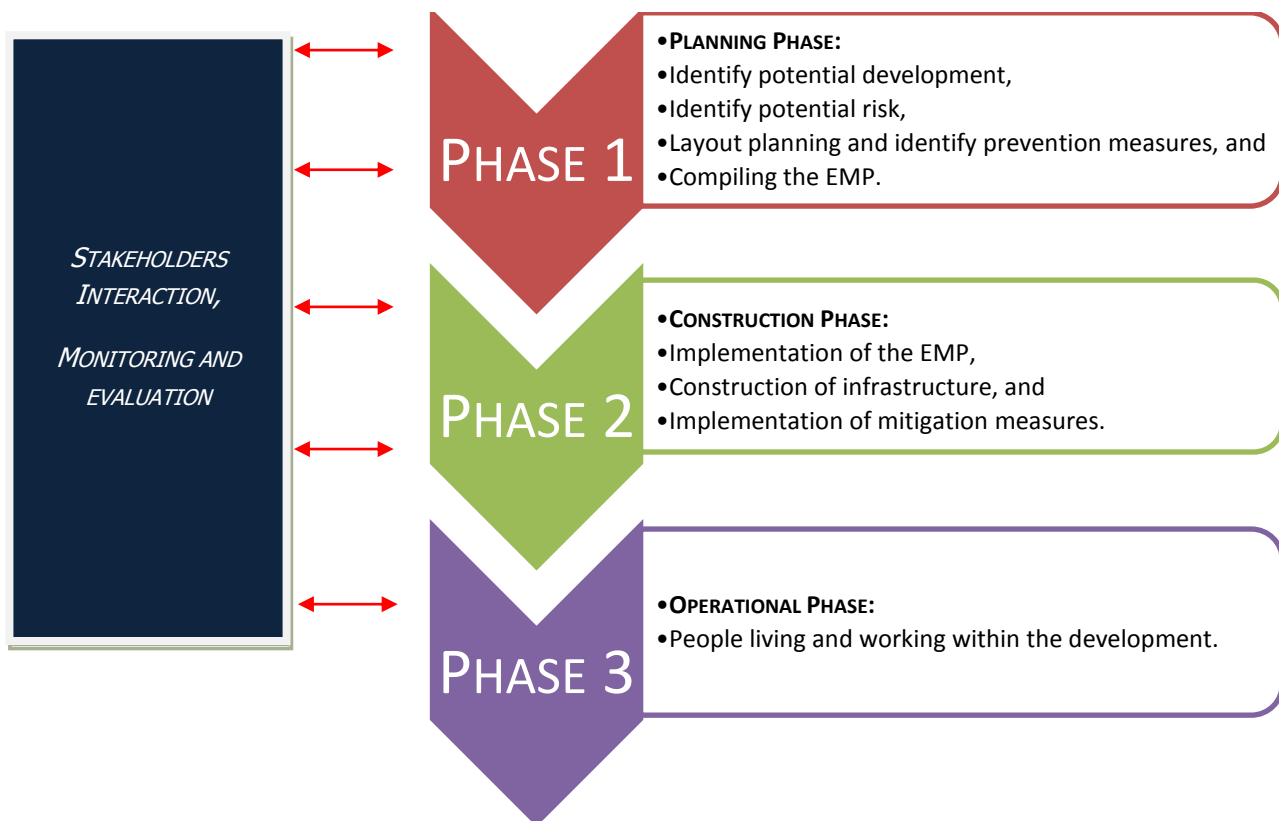 STAKEHOLDERS
INTERACTION,
MONITORING AND
EVALUATION
PHASE 1
•PLANNING PHASE:
•Identify potential development,
•Identify potential risk,
•Layout planning and identify prevention measures, and
•Compiling the EMP.
PHASE 2
•CONSTRUCTION PHASE:
•Implementation of the EMP,
•Construction of infrastructure, and
•Implementation of mitigation measures.
PHASE 3
•OPERATIONAL PHASE:
•People living and working within the development.